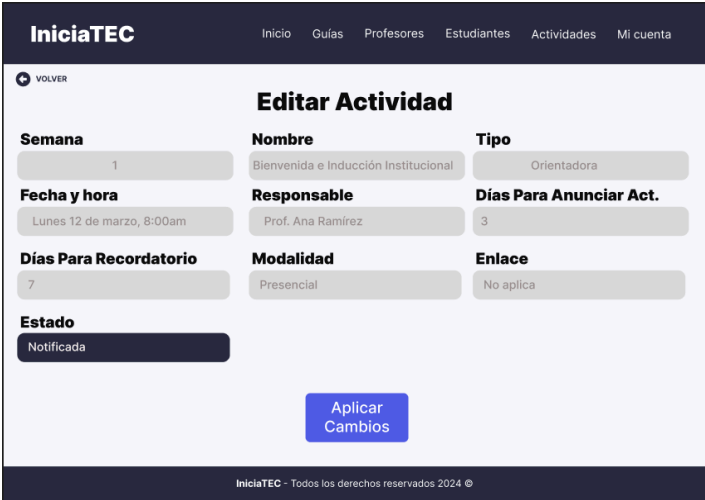 IniciaTEC
Inicio Guías Profesores Estudiantes Actividades Mi cuenta
VOLVER
Editar Actividad
Semana Nombre Tipo
1 Bienvenida e Inducción Institucional Orientadora
Fecha y hora Responsable Días Para Anunciar Act.
Lunes 12 de marzo, 8:00am Prof. Ana Ramírez 3
Días Para Recordatorio Modalidad Enlace
7 Presencial No aplica
Estado
Notificada
Aplicar
Cambios
IniciaTEC - Todos los derechos reservados 2024 ©